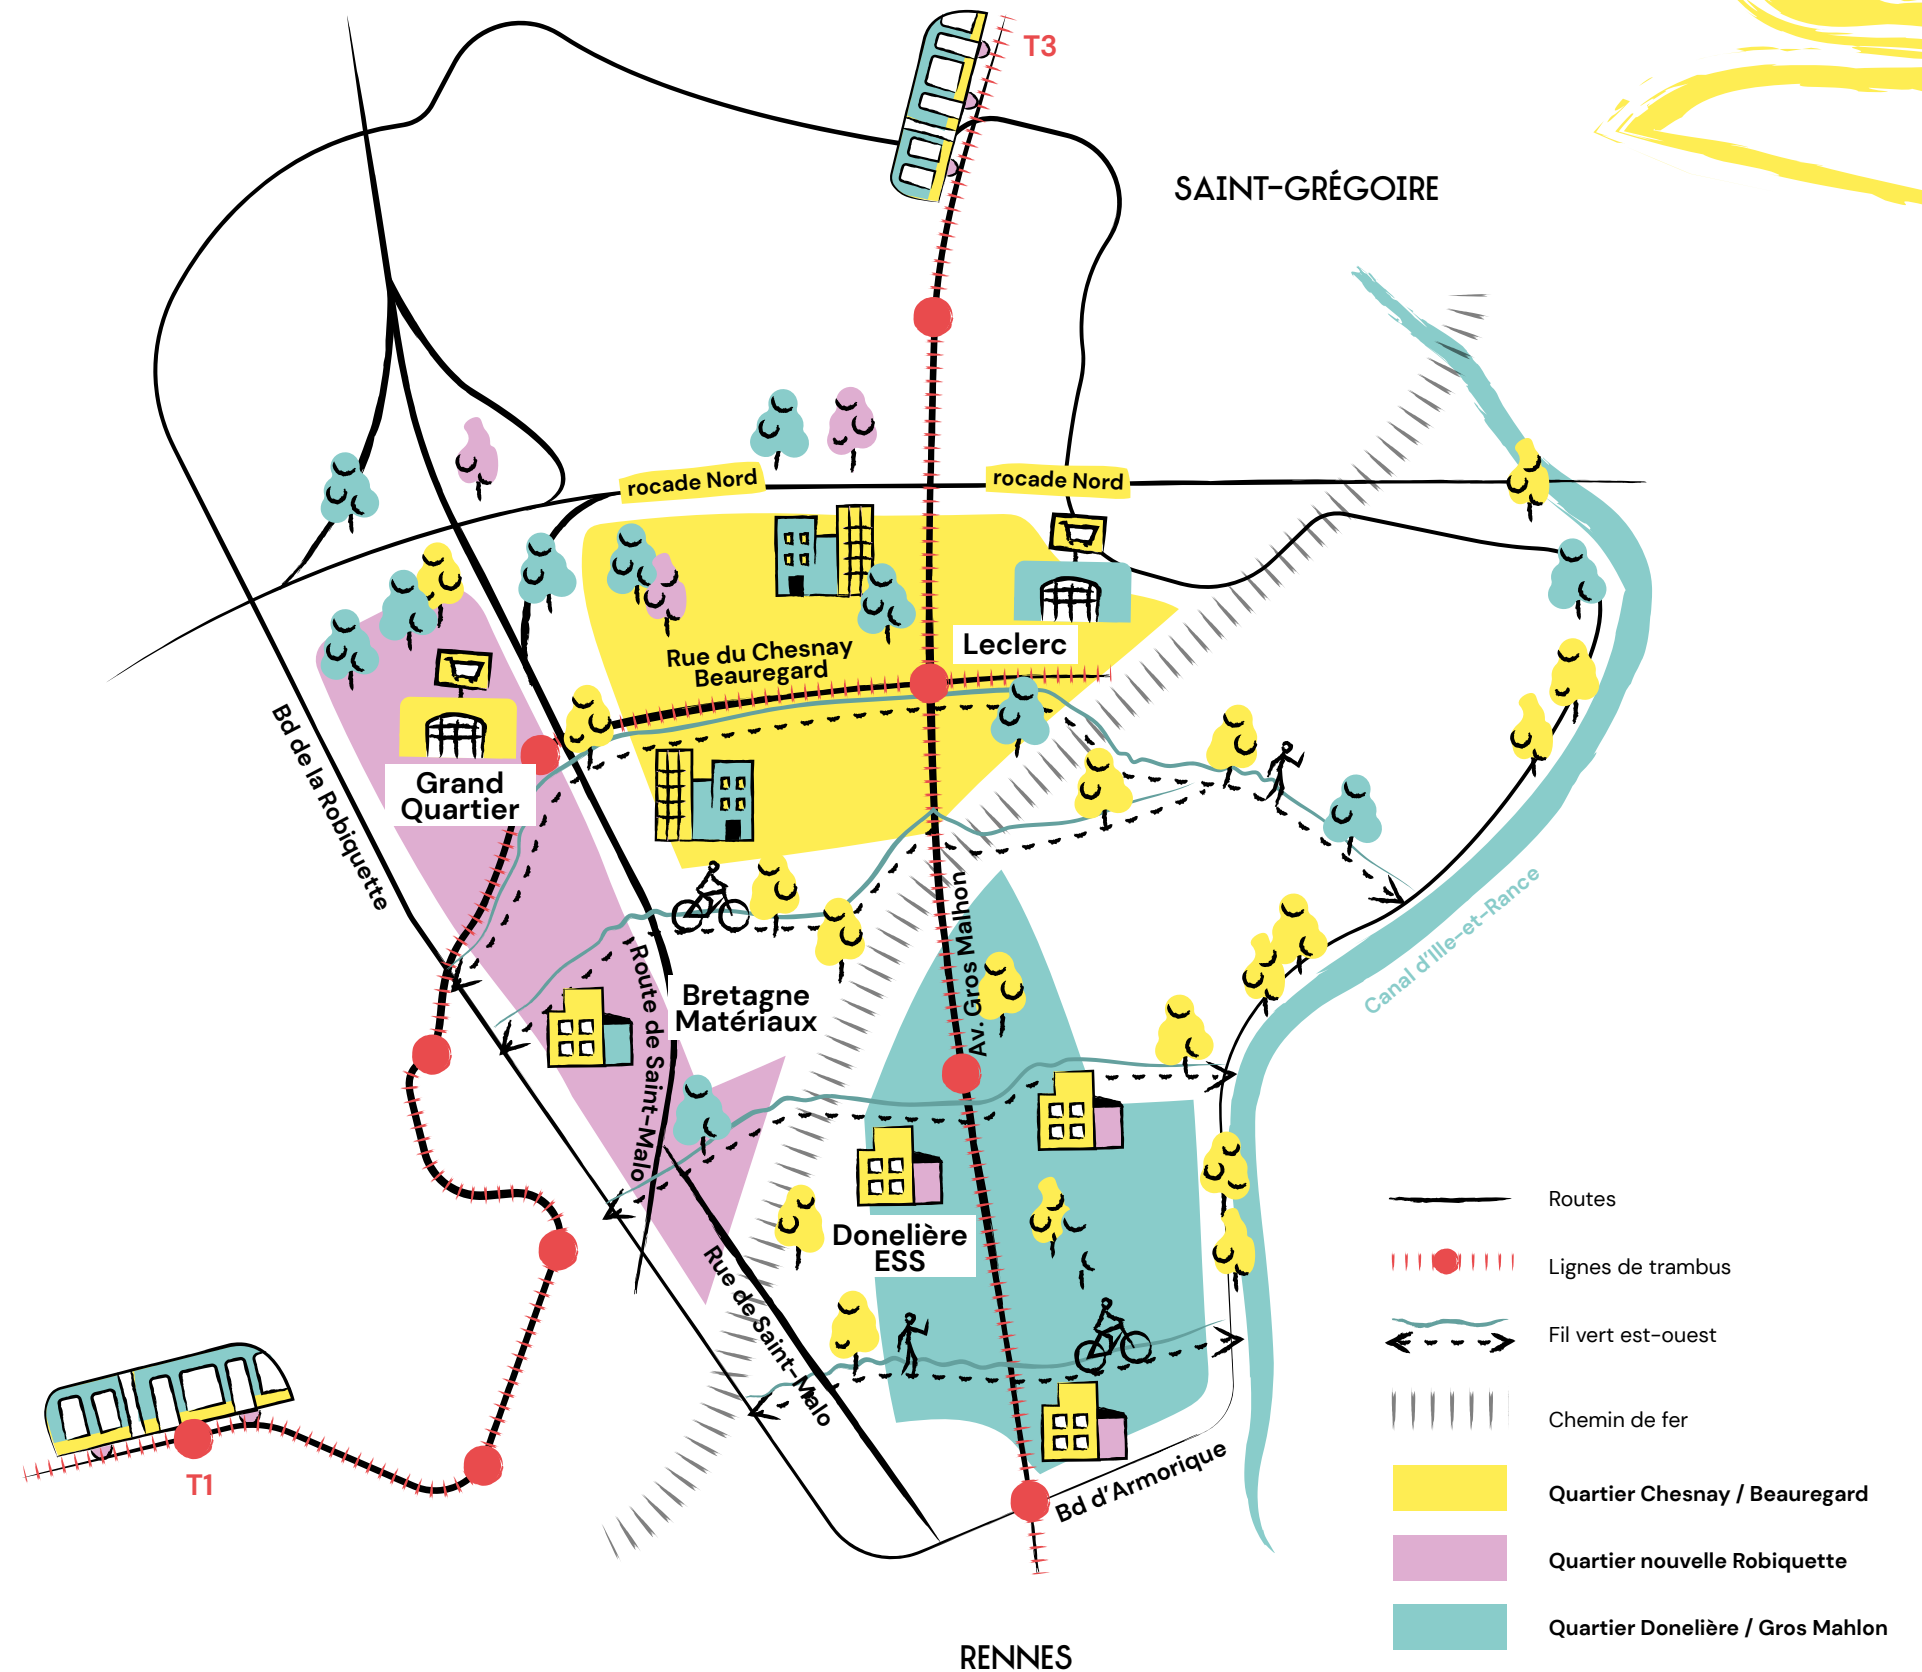 T3
SAINT-GRÉGOIRE
rocade Nord
rocade Nord
Rue du Chesnay
Beauregard
Leclerc
Bd de la Robiquette
Grand
Quartier
Av. Gros Malhon
Canal d'Ille-et-Rance
Route de Saint-Malo
Bretagne
Matériaux
Donelière
ESS
Rue de Saint-Malo
T1
Bd d'Armorique
RENNES
Routes
Lignes de trambus
Fil vert est-ouest
Chemin de fer
Quartier Chesnay / Beauregard
Quartier nouvelle Robiquette
Quartier Donelière / Gros Mahlon